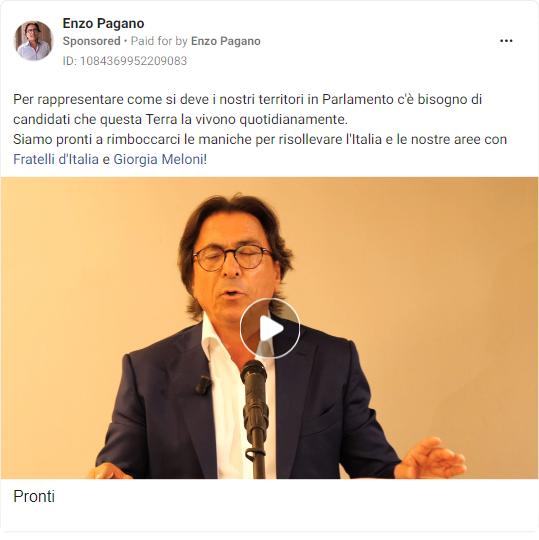 Enzo Pagano
Sponsored • Paid for by Enzo Pagano
ID: 1084369952209083
Per rappresentare come si deve i nostri territori in Parlamento c'è bisogno di
candidati che questa Terra la vivono quotidianamente.
Siamo pronti a rimboccarci le maniche per risollevare l'Italia e le nostre aree con
Fratelli d'Italia e Giorgia Meloni!
Pronti